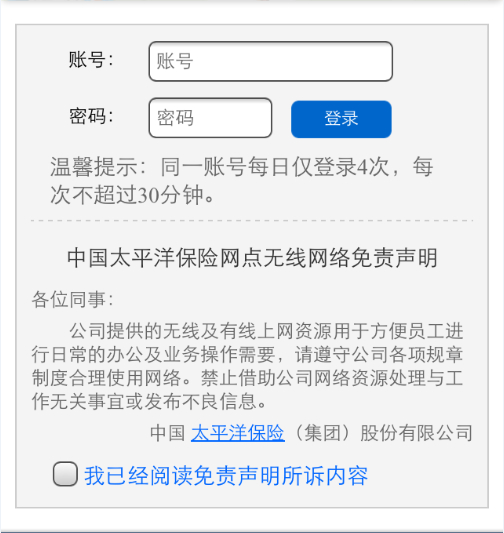 账号: 账号
密码: 密码 登录
温馨提示：同一账号每日仅登录4次，每
次不超过30分钟。
中国太平洋保险网点无线网络免责声明
各位同事:
公司提供的无线及有线上网资源用于方便员工进
行日常的办公及业务操作需要，请遵守公司各项规章
制度合理使用网络。禁止借助公司网络资源处理与工
作无关事宜或发布不良信息。
中国 太平洋保险（集团）股份有限公司
我已经阅读免责声明所诉内容